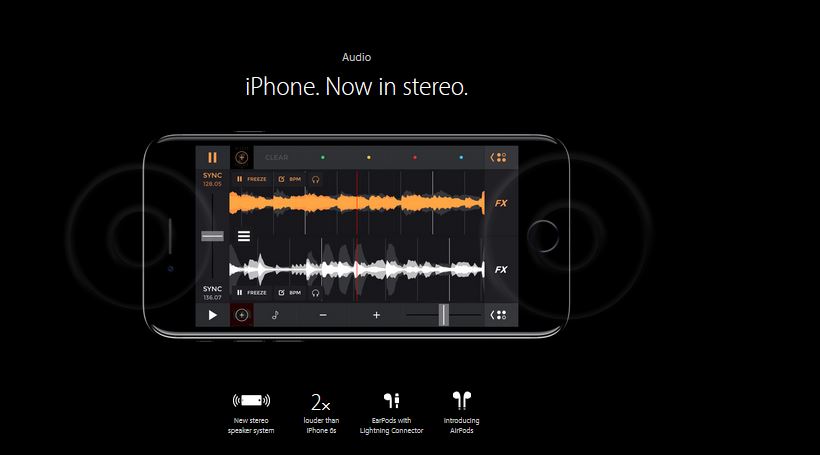 Audio
iPhone. Now in stereo.
CLEAR
SYNC
128.05
FREEZE BPM
FX
FX
SYNC
136.07
FREEZE BPM
2x
New stereo
speaker system
louder than
iPhone 6s
EarPods with
Lightning Connector
Introducing
AirPods